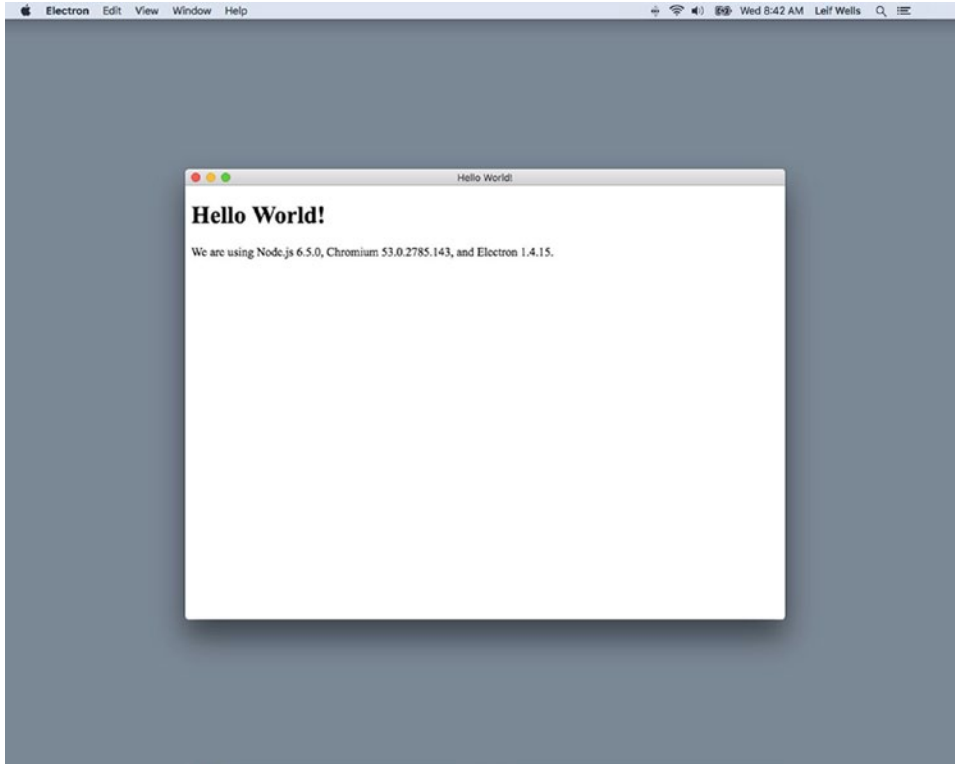 Electron Edit View Window Help Wed 8:42 AM Leif Wells
Hello World!
Hello World!
We are using Node.js 6.5.0, Chromium 53.0.2785.143, and Electron 1.4.15.